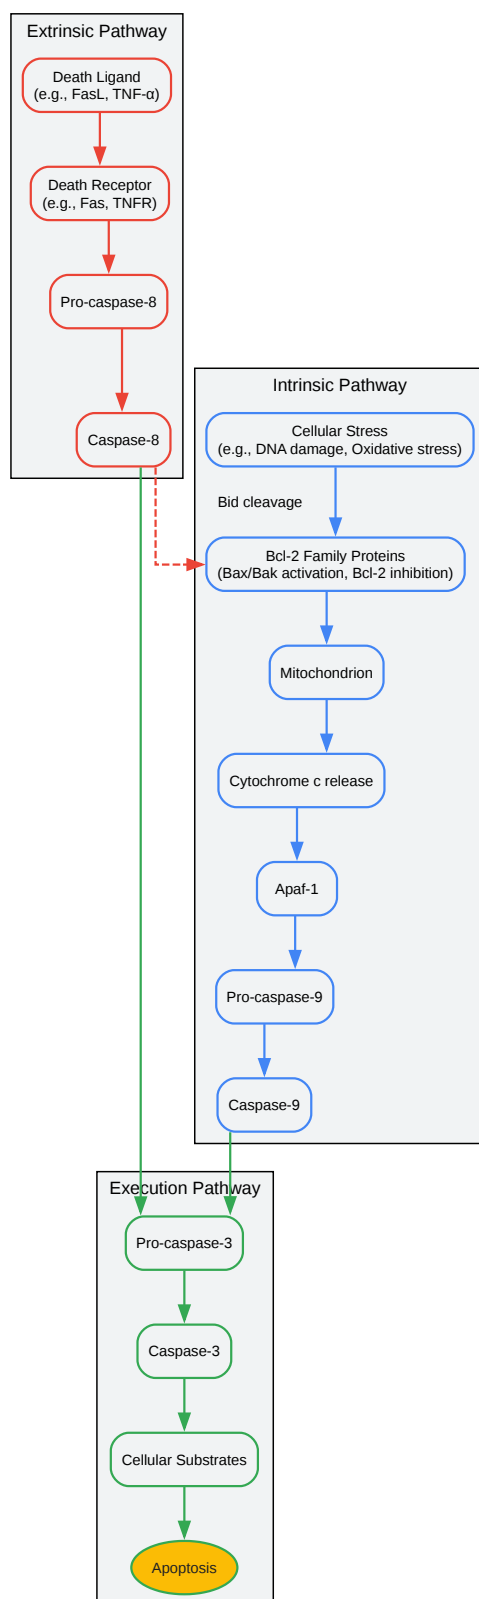 Extrinsic Pathway
Death Ligand
(e.g., FasL, TNF-α)
Death Receptor
(e.g., Fas, TNFR)
Pro-caspase-8
Caspase-8
Intrinsic Pathway
Cellular Stress
(e.g., DNA damage, Oxidative stress)
Bid cleavage
Bcl-2 Family Proteins
(Bax/Bak activation, Bcl-2 inhibition)
Mitochondrion
Cytochrome c release
Apaf-1
Pro-caspase-9
Caspase-9
Execution Pathway
Pro-caspase-3
Caspase-3
Cellular Substrates
Apoptosis